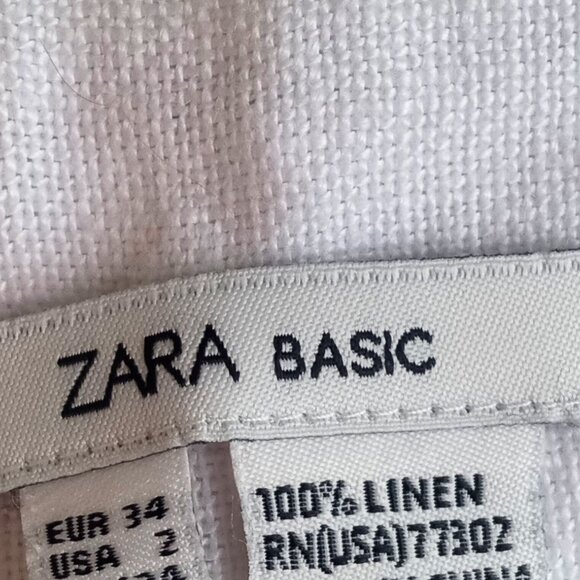 ZARA BASIC
EUR 34
USA 2
100% LINEN
RN(USA)77302